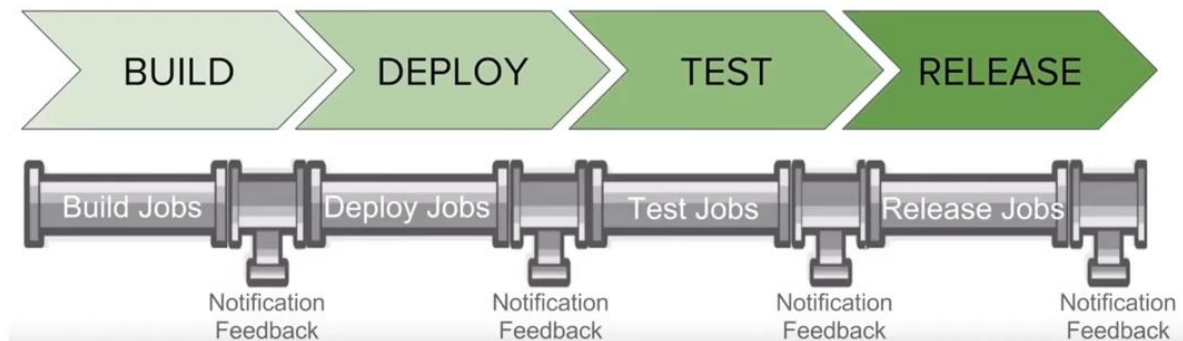 BUILD DEPLOY TEST RELEASE
Build Jobs Deploy Jobs Test Jobs Release Jobs
Notification Feedback
Notification Feedback
Notification Feedback
Notification Feedback